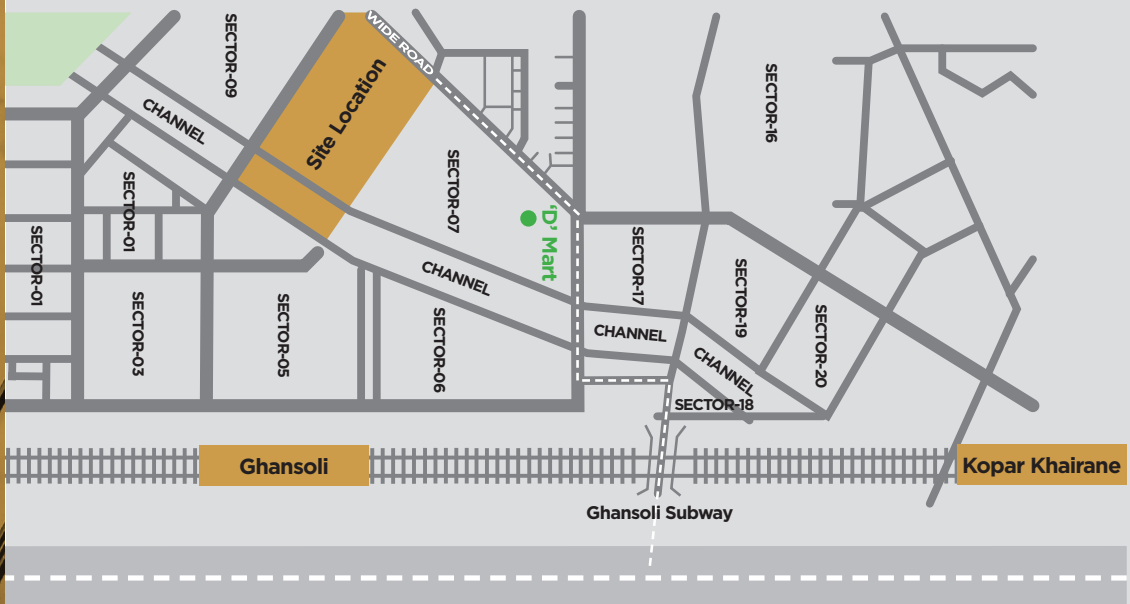 WIDE ROAD
SECTOR-09
Site Location
CHANNEL
SECTOR-16
SECTOR-07
SECTOR-01
SECTOR-01
'D' Mart
SECTOR-17
SECTOR-19
CHANNEL
SECTOR-03
SECTOR-05
SECTOR-06
CHANNEL
CHANNEL
SECTOR-20
SECTOR-18
Ghansoli
Kopar Khairane
Ghansoli Subway